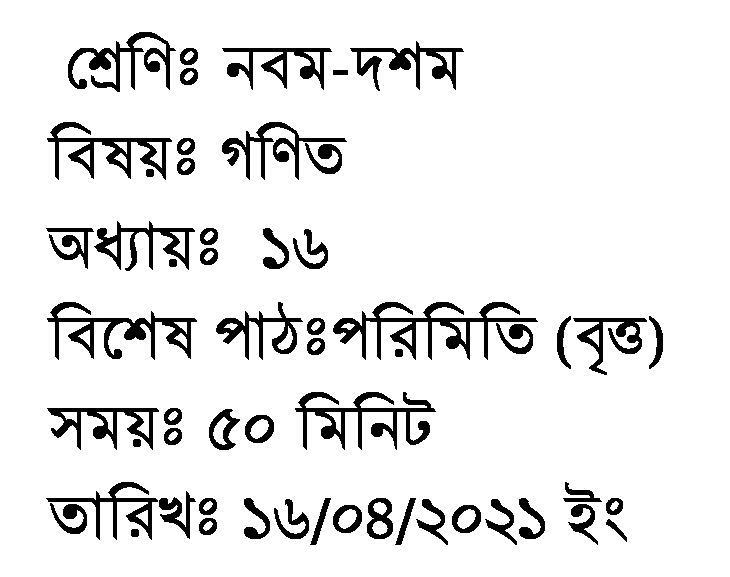 শ্রেণিঃ নবম-দশম
বিষয়ঃ গণিত
অধ্যায়ঃ ১৬
বিশেষ পাঠঃপরিমিতি (বৃত্ত)
সময়ঃ ৫০ মিনিট
তারিখঃ ১৬/০৪/২০২১ ইং